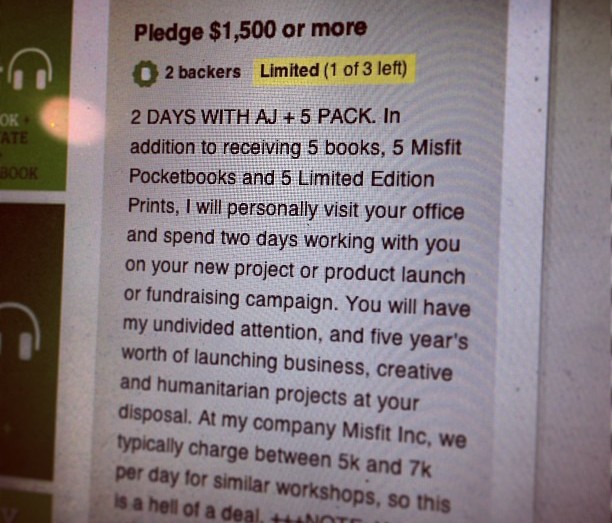 Pledge $1,500 or more
2 backers Limited (1 of 3 left)
2 DAYS WITH AJ + 5 PACK. In
addition to receiving 5 books, 5 Misfit
Pocketbooks and 5 Limited Edition
Prints, I will personally visit your office
and spend two days working with you
on your new project or product launch
or fundraising campaign. You will have
my undivided attention, and five year's
worth of launching business, creative
and humanitarian projects at your
disposal. At my company Misfit Inc, we
typically charge between 5k and 7k
per day for similar workshops, so this
is a hell of a deal. +++NOTE
OK +
ATE
BOOK